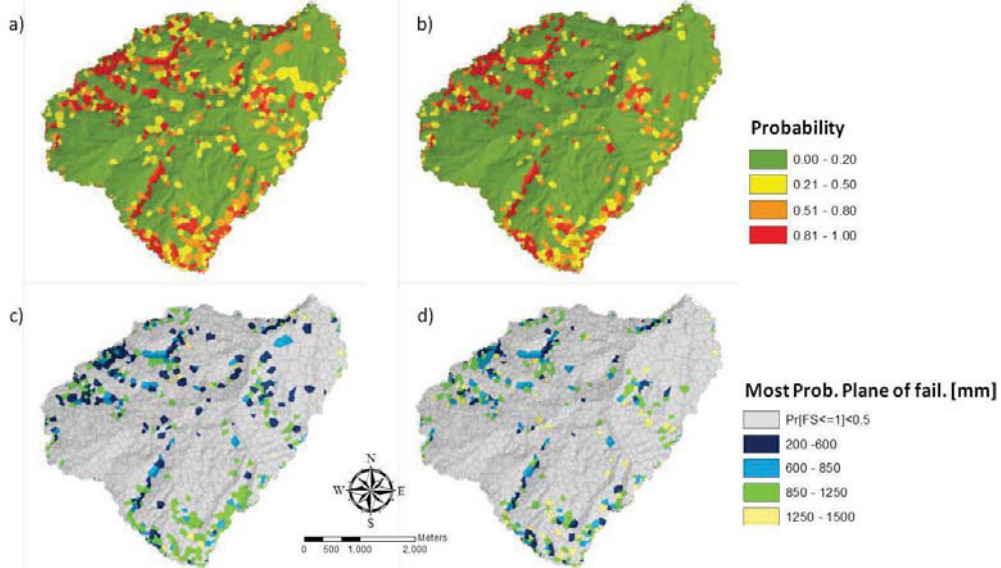 a)
b)
Probability
0.00 - 0.20
0.21 - 0.50
0.51 - 0.80
0.81 - 1.00
c)
d)
Most Prob. Plane of fail. [mm]
Pr[FS<=1]<0.5
200 -600
600 - 850
850 - 1250
1250 - 1500
N
W E
S
Meters
0 500 1.000 2.000